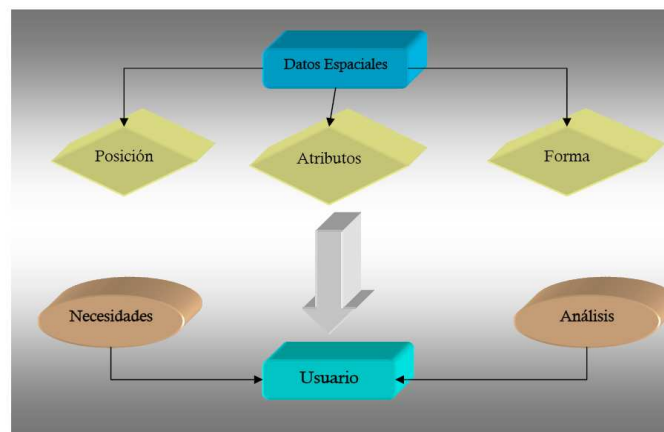 Datos Espaciales
Posición
Atributos
Forma
Necesidades
Análisis
Usuario